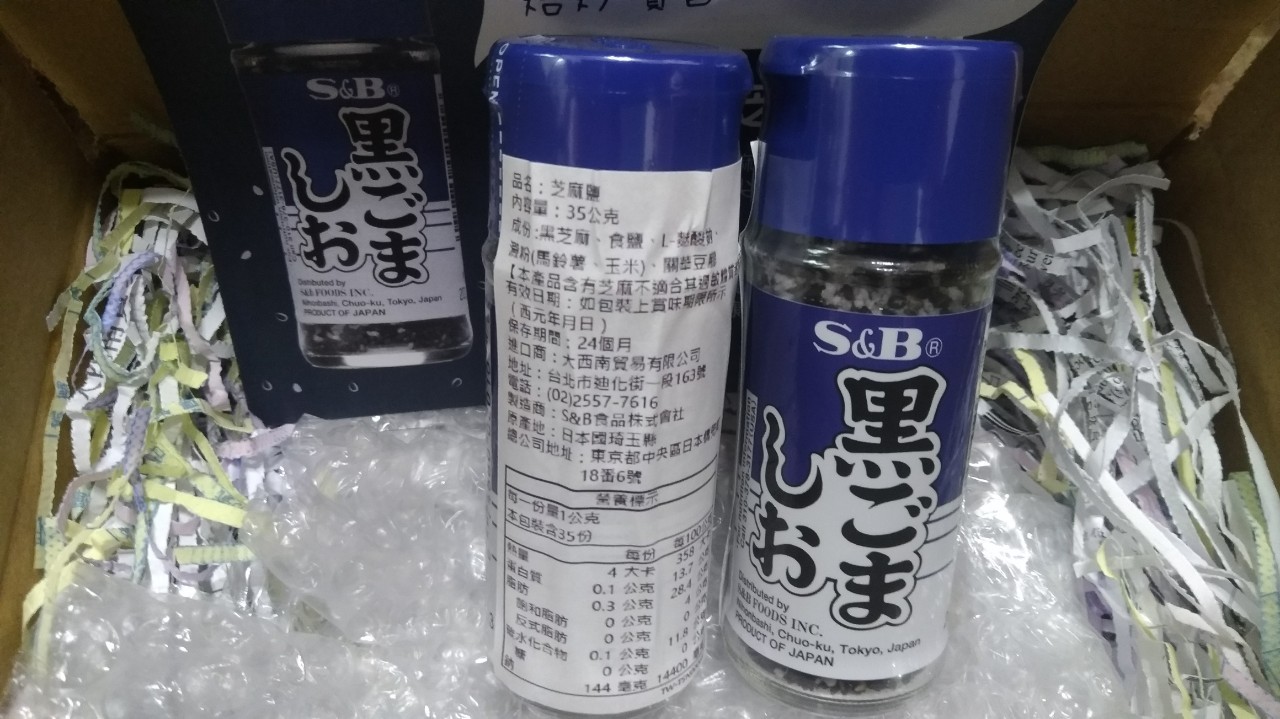 S&B®
黒ごま
しお
Distributed by
S&B FOODS INC.
Nihonbashi, Chuo-ku, Tokyo, Japan
PRODUCT OF JAPAN
OPEN
品名：芝麻鹽
內容量：35公克
成份:黑芝麻、食鹽、L-麩酸鈉、
澱粉(馬鈴薯、玉米)、關華豆膠
【本產品含有芝麻不適合其過敏體質
有效日期：如包裝上賞味期限所示
(西元年月日)
保存期間：24個月
進口商：大西南貿易有限公司
地址：台北市迪化街一段163號
電話：(02)2557-7616
製造商：S&B食品株式會社
原產地：日本國琦玉縣
總公司地址：東京都中央區日本橋
18番6號
營養標示
每一份量1公克
本包裝含35份
每份 每100
熱量 4 大卡 358
蛋白質 0.1 公克 13.7
脂肪 0.3 公克 28.4
飽和脂肪 0 公克 4
反式脂肪 0 公克 0
碳水化合物 0.1 公克 11.8
糖 0 公克 0
鈉 144 毫克 14400
S&B®
黒ごま
しお
Distributed by
S&B FOODS INC.
Nihonbashi, Chuo-ku, Tokyo, Japan
PRODUCT OF JAPAN